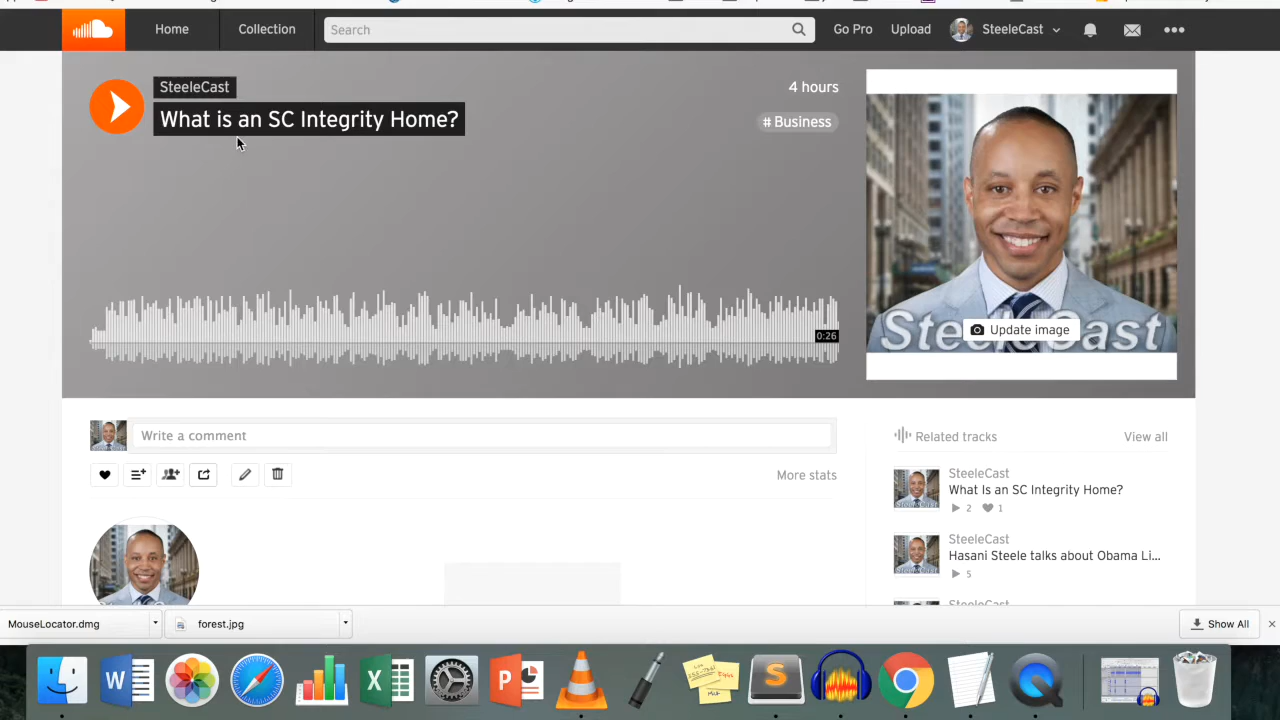 Home
Collection
Search
Go Pro
Upload
SteeleCast
SteeleCast
4 hours
What is an SC Integrity Home?
# Business
SteeleCast
Update image
0:26
Write a comment
Related tracks
View all
More stats
SteeleCast
What Is an SC Integrity Home?
2
1
SteeleCast
Hasani Steele talks about Obama Li...
5
SteeleCast
MouseLocator.dmg
forest.jpg
Show All